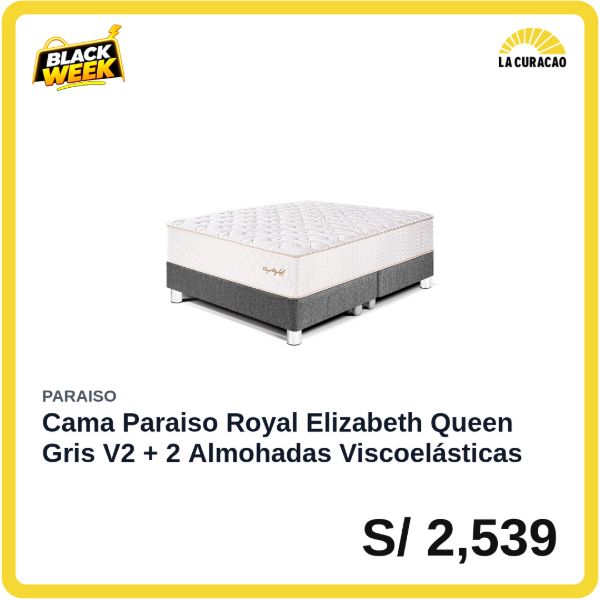 BLACK
WEEK
LA CURACAO
PARAISO
Cama Paraiso Royal Elizabeth Queen
Gris V2 + 2 Almohadas Viscoelásticas
S/ 2,539